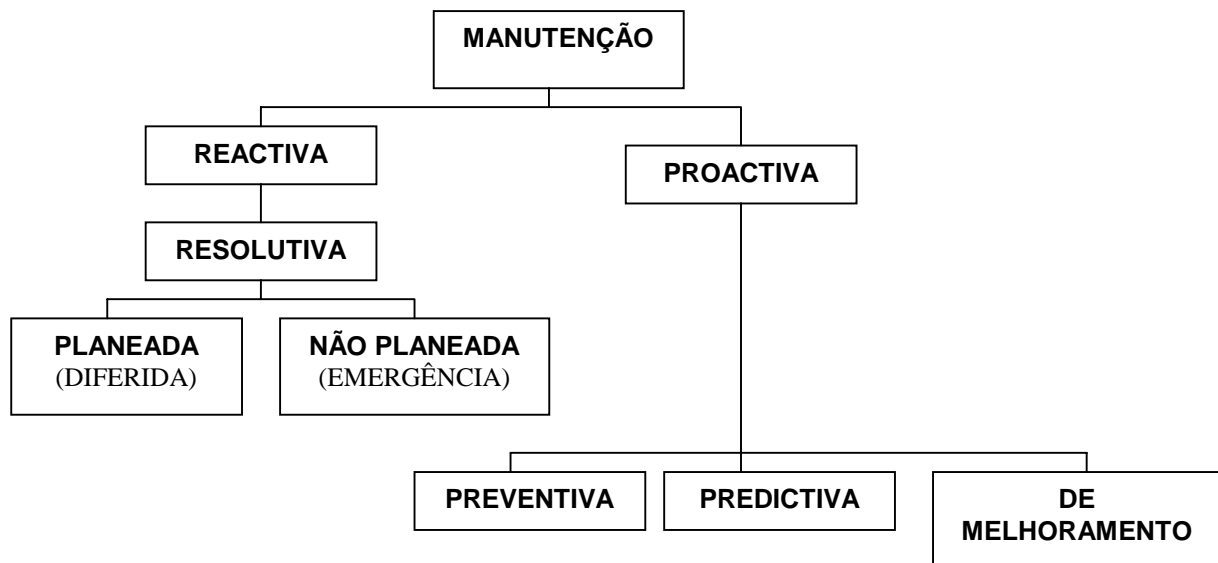 MANUTENÇÃO
REACTIVA
PROACTIVA
RESOLUTIVA
PLANEADA
(DIFERIDA)
NÃO PLANEADA
(EMERGÊNCIA)
PREVENTIVA
PREDICTIVA
DE
MELHORAMENTO